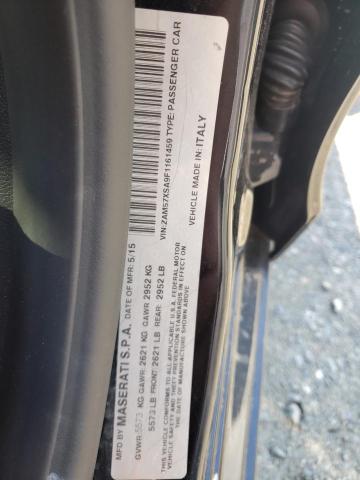 MFD BY MASERATI S.P.A. DATE OF MFR: 5/15 VIN: ZAM57XSA9F1161459 TYPE: PASSENGER CAR
GVWR: 5573 KG GAWR: 2621 KG GAWR 2952 KG
5573 LB FRONT: 2621 LB REAR: 2952 LB VEHICLE MADE IN: ITALY
THIS VEHICLE CONFORMS TO ALL APPLICABLE U.S.A. FEDERAL MOTOR
VEHICLE SAFETY AND THEFT PREVENTION STANDARDS IN EFFECT ON
THE DATE OF MANUFACTURE SHOWN ABOVE